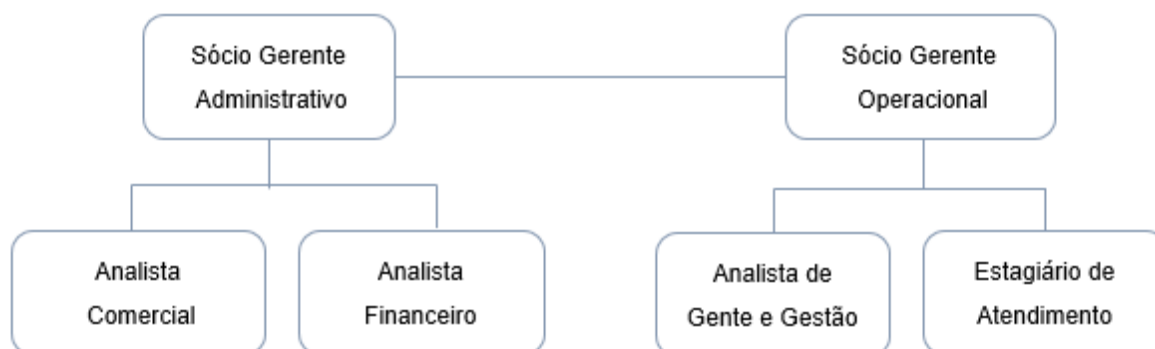 Sócio Gerente
Administrativo
Sócio Gerente
Operacional
Analista
Comercial
Analista
Financeiro
Analista de
Gente e Gestão
Estagiário de
Atendimento